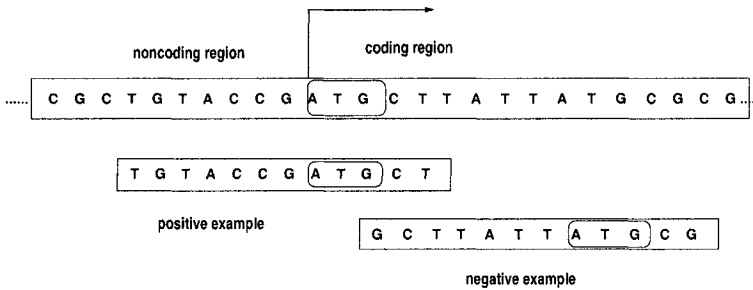 noncoding region coding region
...... C G C T G T A C C G A T G C T T A T T A T G C G C G ...
T G T A C C G A T G C T
positive example
G C T T A T T A T G C G
negative example